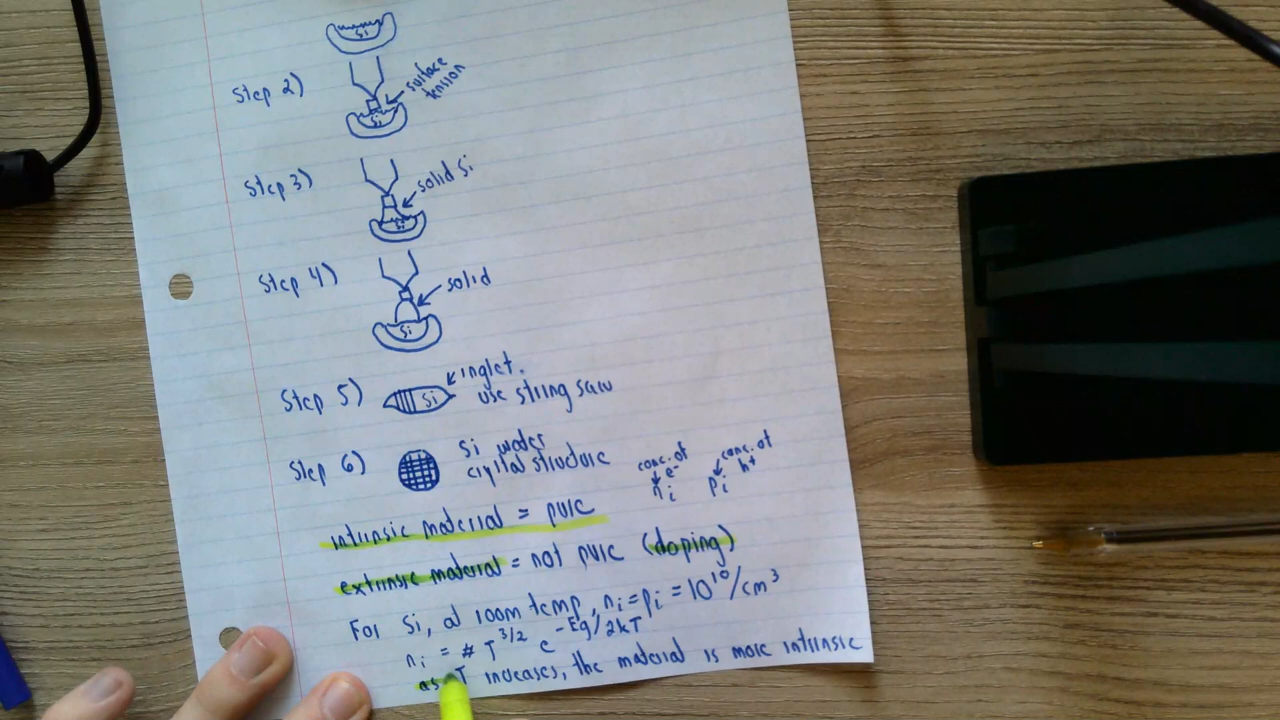 Si
Step 2)
surface
tension
Si
Step 3)
solid Si
Si
Step 4)
solid
Si
Step 5)
Si
inglet.
use string saw
Step 6)
Si wafer
crystal structure
conc. of
e-
ni
conc. of
h+
pi
intrinsic material = pure
extrinsic material = not pure (doping)
For Si, at room temp, ni = pi = 10^10/cm^3
ni = # T^3/2 e^-Eg/2kT
as T increases, the material is more intrinsic